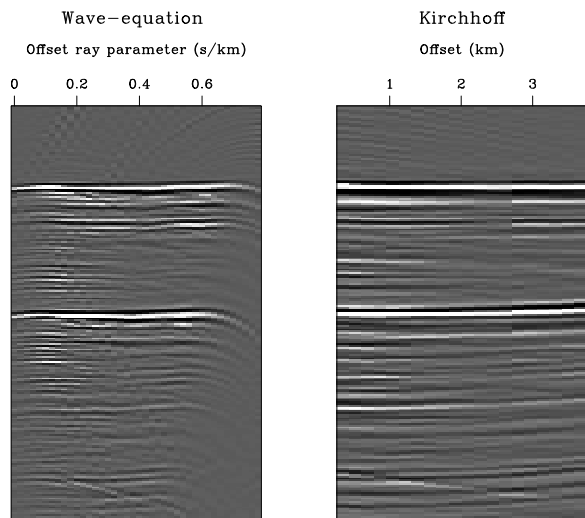 Wave-equation
Offset ray parameter (s/km)
0 0.2 0.4 0.6
Kirchhoff
Offset (km)
1 2 3